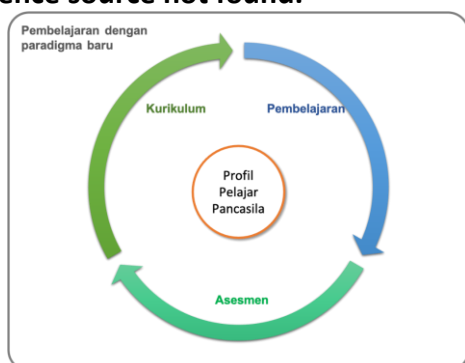 ence source not found.
Pembelajaran dengan
paradigma baru
Kurikulum
Pembelajaran
Profil
Pelajar
Pancasila
Asesmen